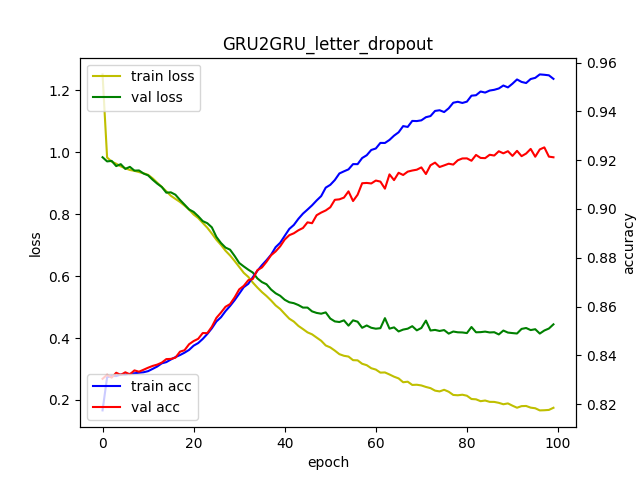 GRU2GRU_letter_dropout
train loss
val loss
train acc
val acc
loss
accuracy
epoch
1.2
1.0
0.8
0.6
0.4
0.2
0.96
0.94
0.92
0.90
0.88
0.86
0.84
0.82
0
20
40
60
80
100